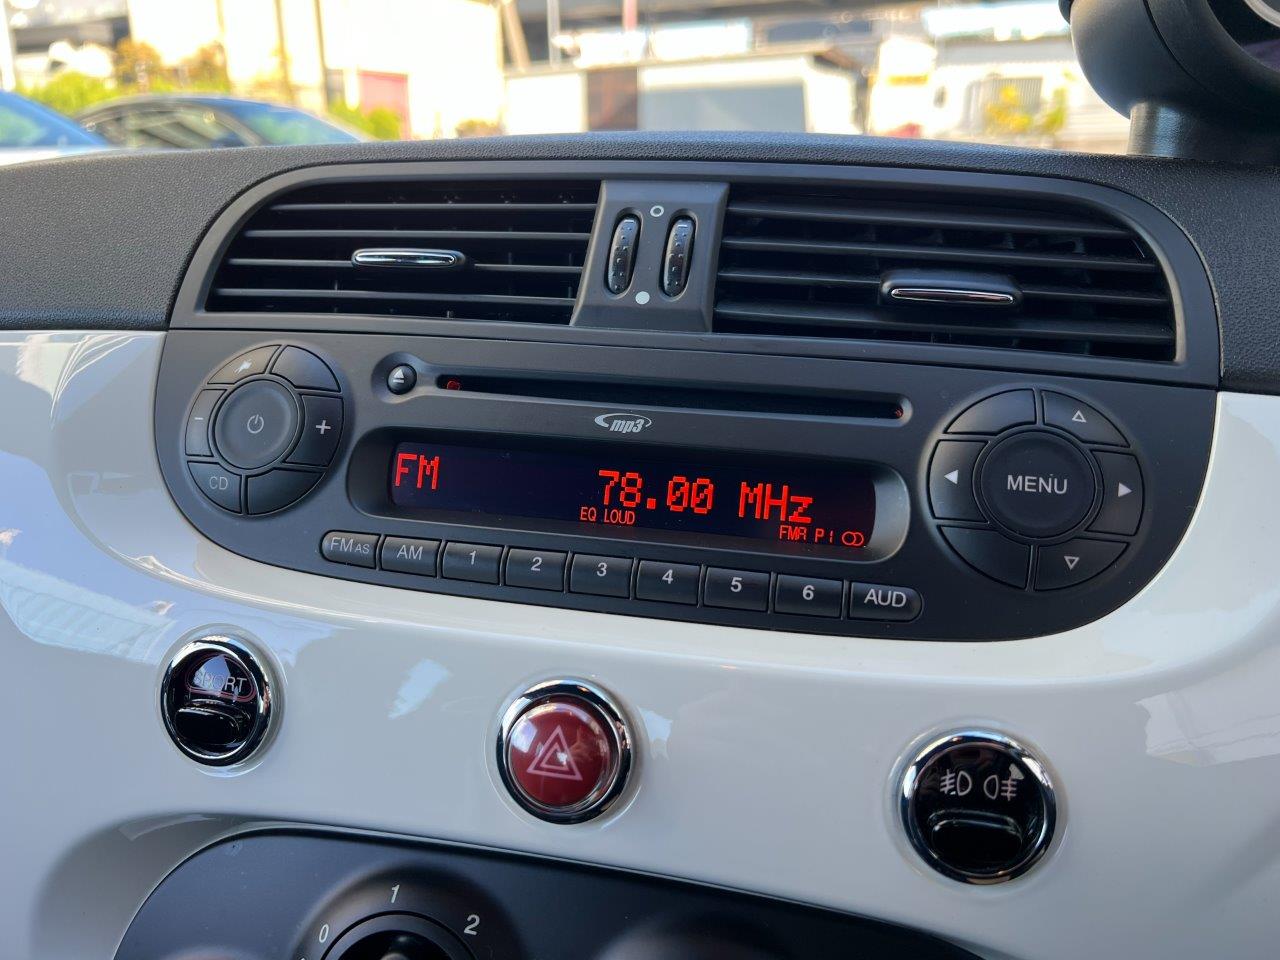 mp3
FM 78.00 MHz
EQ LOUD FMR P1
CD
MENU
FM AS AM 1 2 3 4 5 6 AUD
SPORT
0 1 2